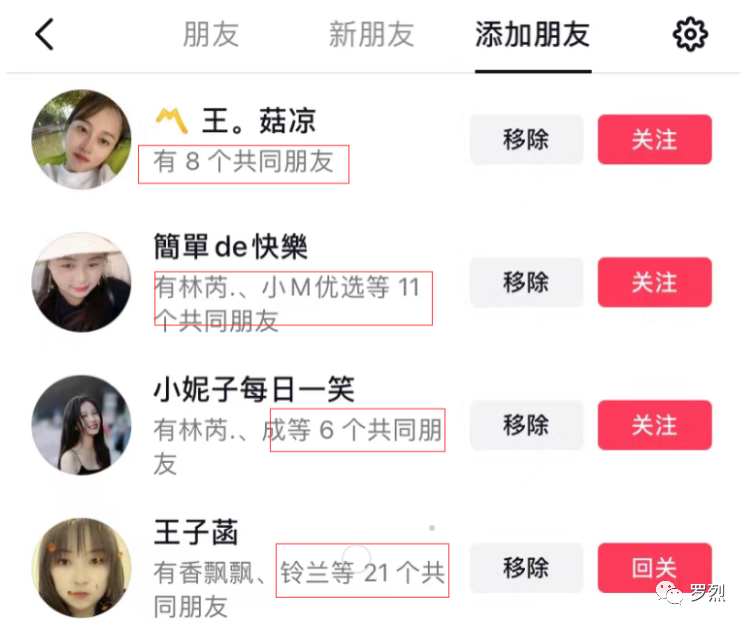 朋友 新朋友 添加朋友
王。菇凉
移除 关注
有 8 个共同朋友
簡單de快樂
有林芮.、小M优选等 11
个共同朋友
移除 关注
小妮子每日一笑
有林芮.、成等 6 个共同朋
友
移除 关注
王子菡
有香飘飘、铃兰等 21 个共
同朋友
移除 回关
罗烈